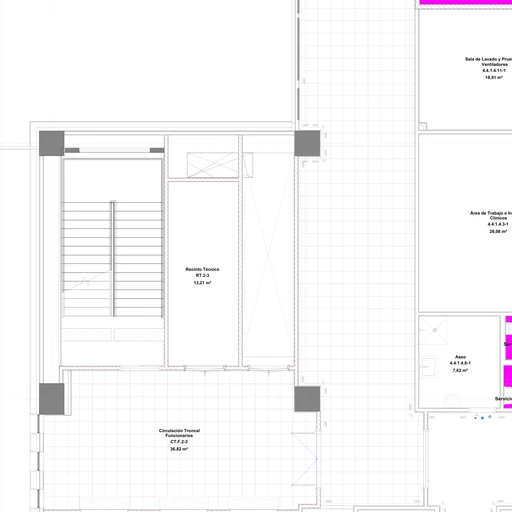 Sala de Lavado y Prue
Ventiladores
4.4.1.4.11-1
18,91 m²
Área de Trabajo e In
Clínicos
4.4.1.4.3-1
29,08 m²
Recinto Técnico
RT.2-3
13,21 m²
Aseo
4.4.1.4.8-1
7,62 m²
Servicio
Circulación Troncal
Funcionarios
CT.F.2-3
36,82 m²